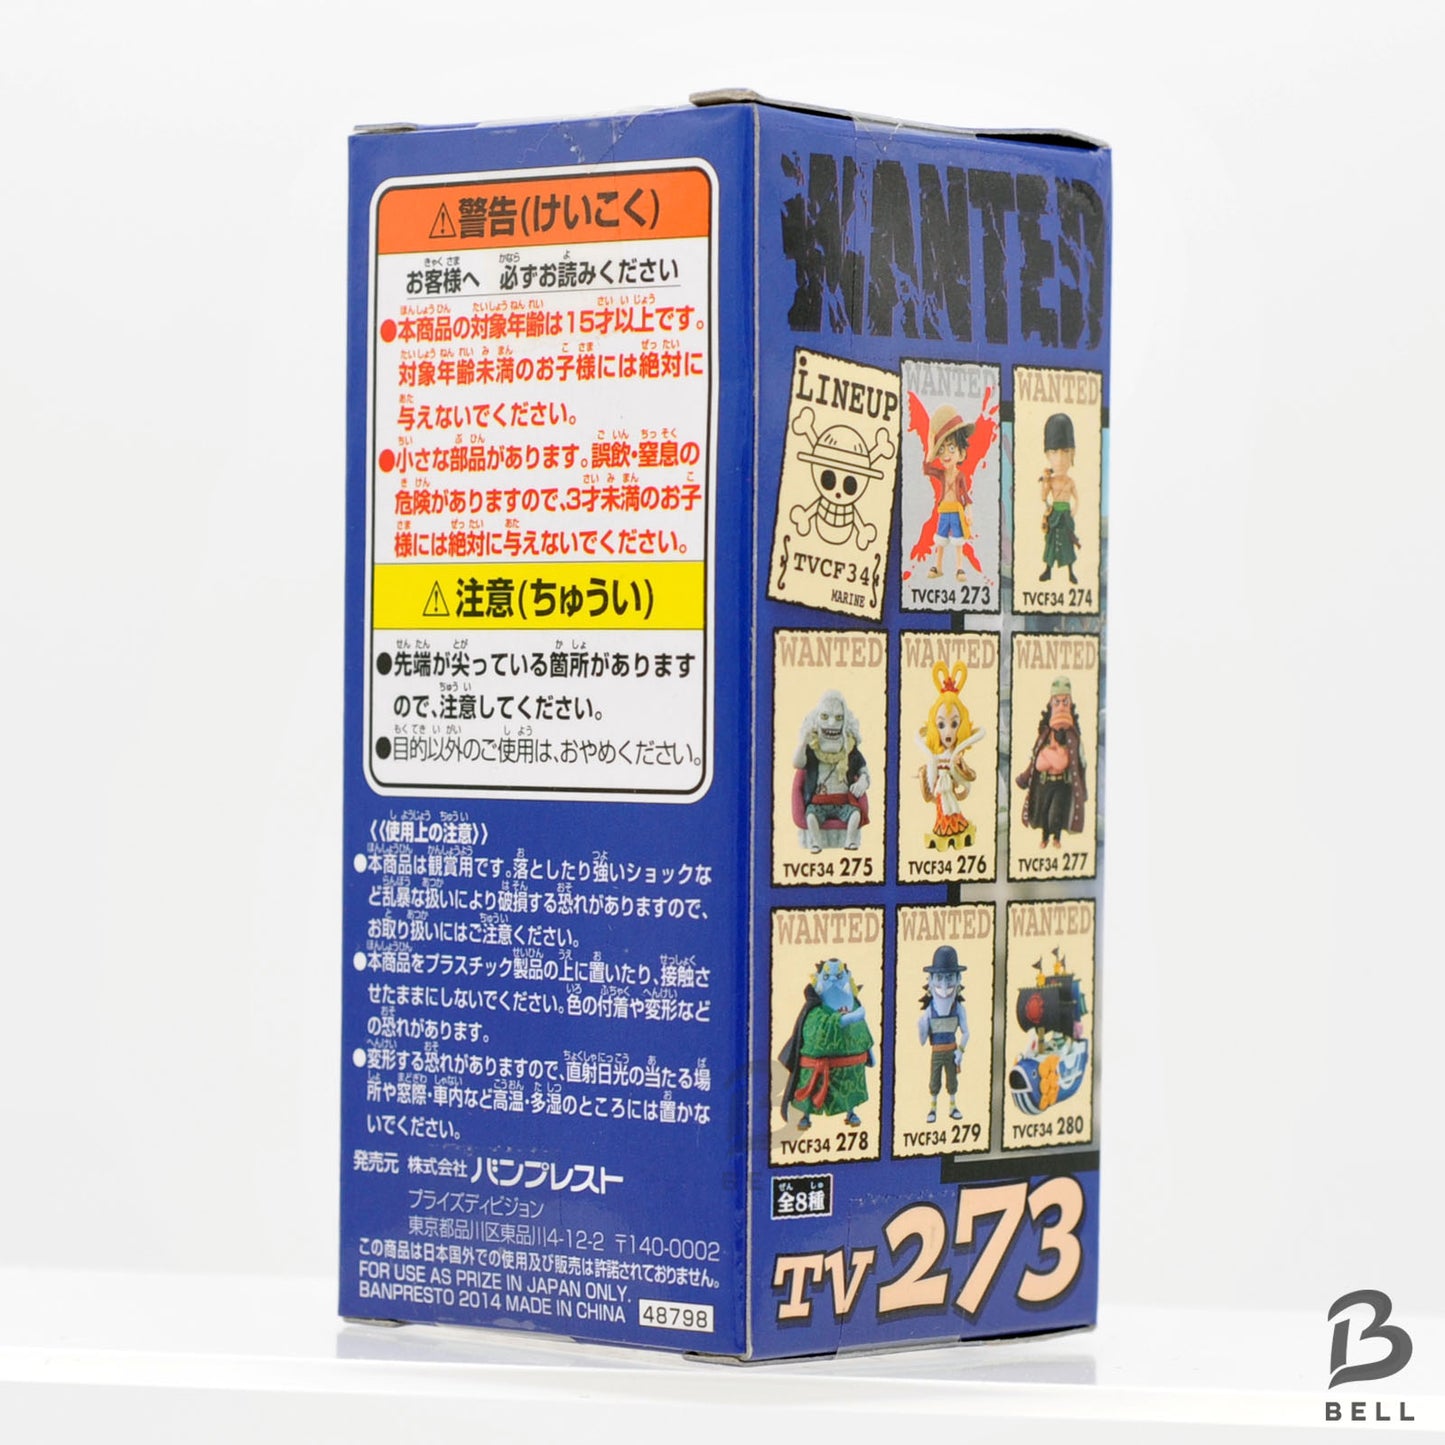 警告(けいこく)
お客様へ 必ずお読みください
●本商品の対象年齢は15才以上です。
対象年齢未満のお子様には絶対に
与えないでください。
●小さな部品があります。誤飲・窒息の
危険がありますので、3才未満のお子
様には絶対に与えないでください。
注意(ちゅうい)
●先端が尖っている箇所があります
ので、注意してください。
●目的以外のご使用は、おやめください。
《使用上の注意》
●本商品は観賞用です。落としたり強いショックな
ど乱暴な扱いにより破損する恐れがありますので、
お取り扱いにはご注意ください。
●本商品をプラスチック製品の上に置いたり、接触さ
せたままにしないでください。色の付着や変形など
の恐れがあります。
●変形する恐れがありますので、直射日光の当たる場
所や窓際・車内など高温・多湿のところには置かな
いでください。
発売元 株式会社 バンプレスト
プライズディビジョン
東京都品川区東品川4-12-2 〒140-0002
この商品は日本国外での使用及び販売は許諾されておりません。
FOR USE AS PRIZE IN JAPAN ONLY.
BANPRESTO 2014 MADE IN CHINA 48798
WANTED
LINEUP
TVCF34
MARINE
WANTED
TVCF34 273
WANTED
TVCF34 274
WANTED
TVCF34 275
WANTED
TVCF34 276
WANTED
TVCF34 277
WANTED
TVCF34 278
WANTED
TVCF34 279
WANTED
TVCF34 280
全8種
TV 273
B
BELL